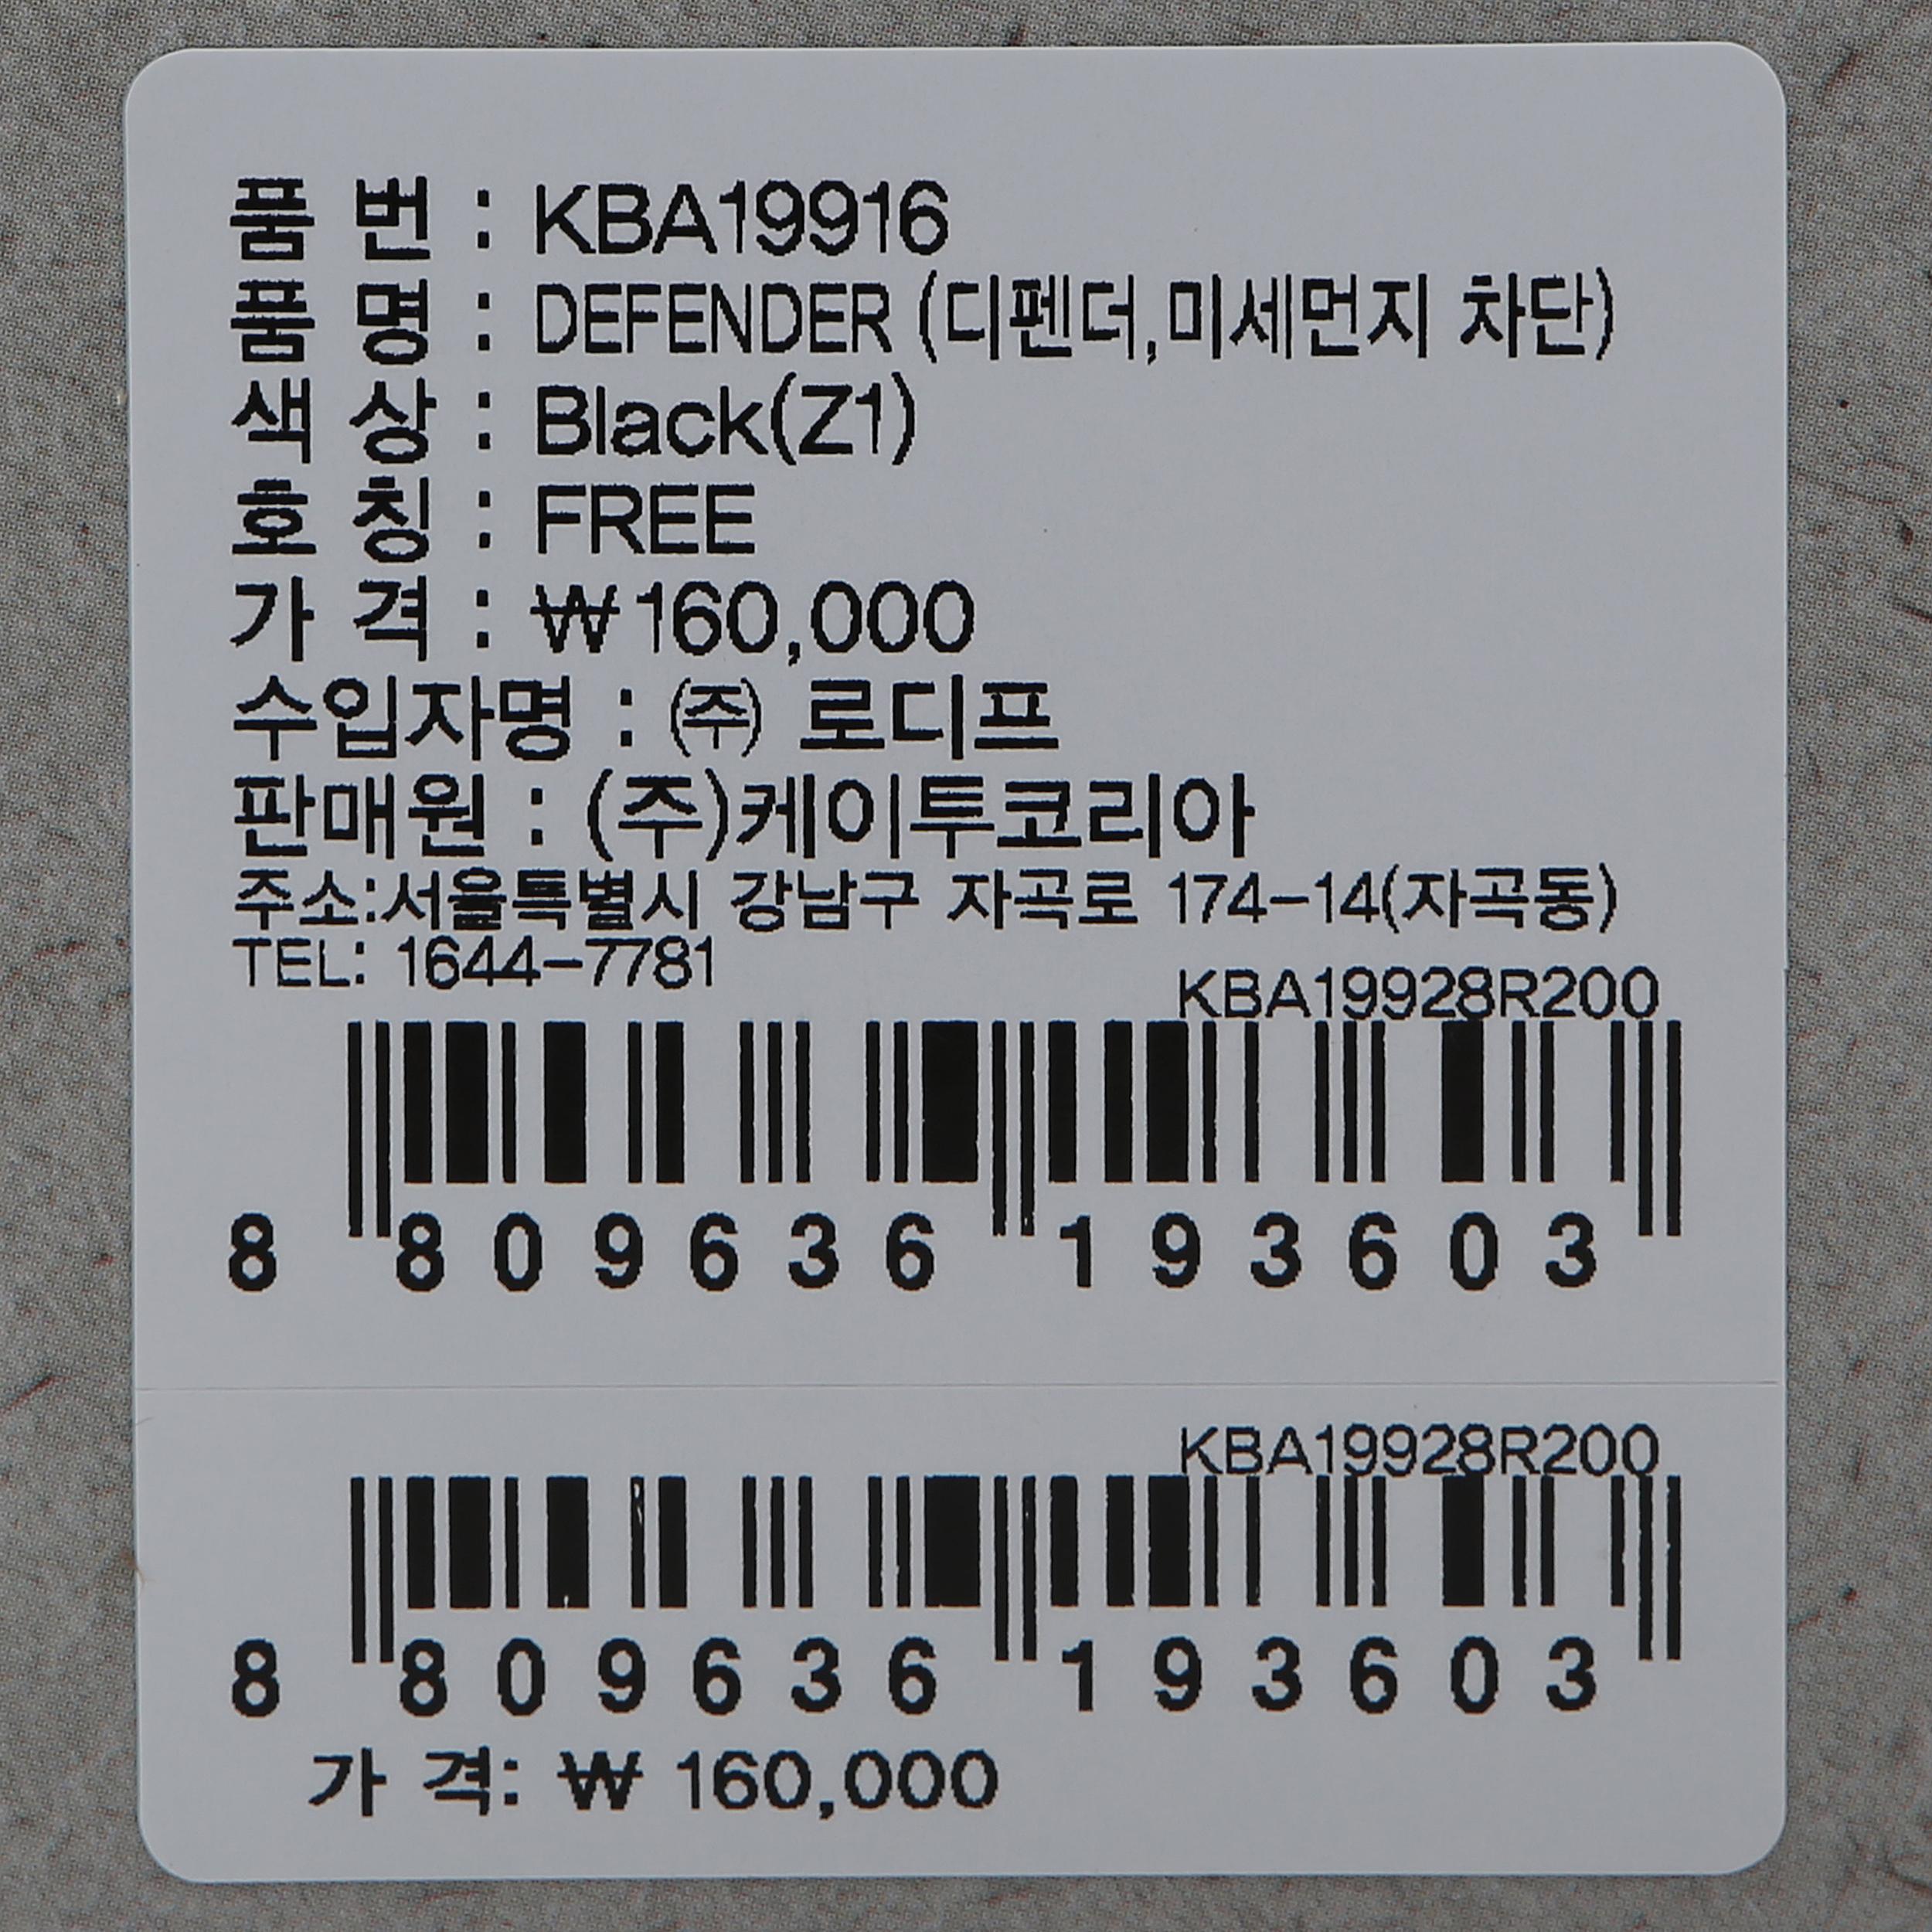 품 번 : KBA19916
품 명 : DEFENDER (디펜더,미세먼지 차단)
색 상 : Black(Z1)
호 칭 : FREE
가 격 : ₩160,000
수입자명 : ㈜ 로디프
판매원 : (주)케이투코리아
주소:서울특별시 강남구 자곡로 174-14(자곡동)
TEL: 1644-7781
KBA19928R200
8 809636 193603
KBA19928R200
8 809636 193603
가 격: ₩ 160,000